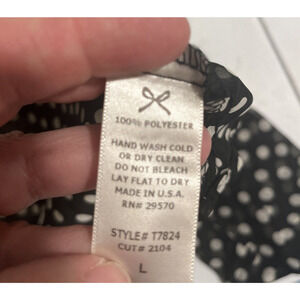 100% POLYESTER
HAND WASH COLD
OR DRY CLEAN
DO NOT BLEACH
LAY FLAT TO DRY
MADE IN U.S.A.
RN# 29570
STYLE# T7824
CUT# 2104
L